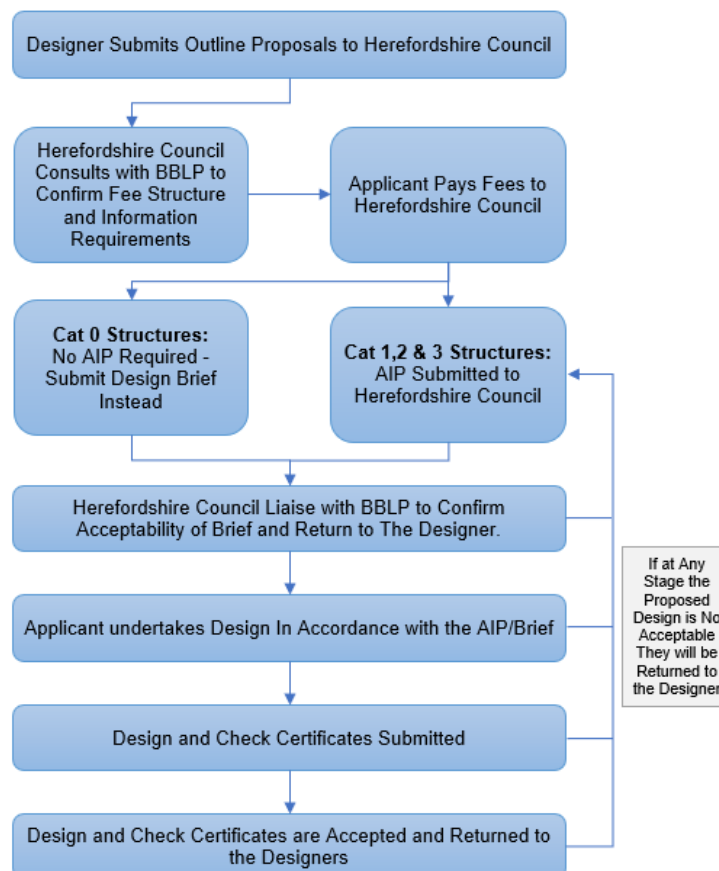 Designer Submits Outline Proposals to Herefordshire Council
Herefordshire Council
Consults with BBLP to
Confirm Fee Structure
and Information
Requirements
Applicant Pays Fees to
Herefordshire Council
Cat 0 Structures:
No AIP Required -
Submit Design Brief
Instead
Cat 1,2 & 3 Structures:
AIP Submitted to
Herefordshire Council
Herefordshire Council Liaise with BBLP to Confirm
Acceptability of Brief and Return to The Designer.
If at Any
Stage the
Proposed
Design is No
Acceptable
They will be
Returned to
the Designer
Applicant undertakes Design In Accordance with the AIP/Brief
Design and Check Certificates Submitted
Design and Check Certificates are Accepted and Returned to
the Designers